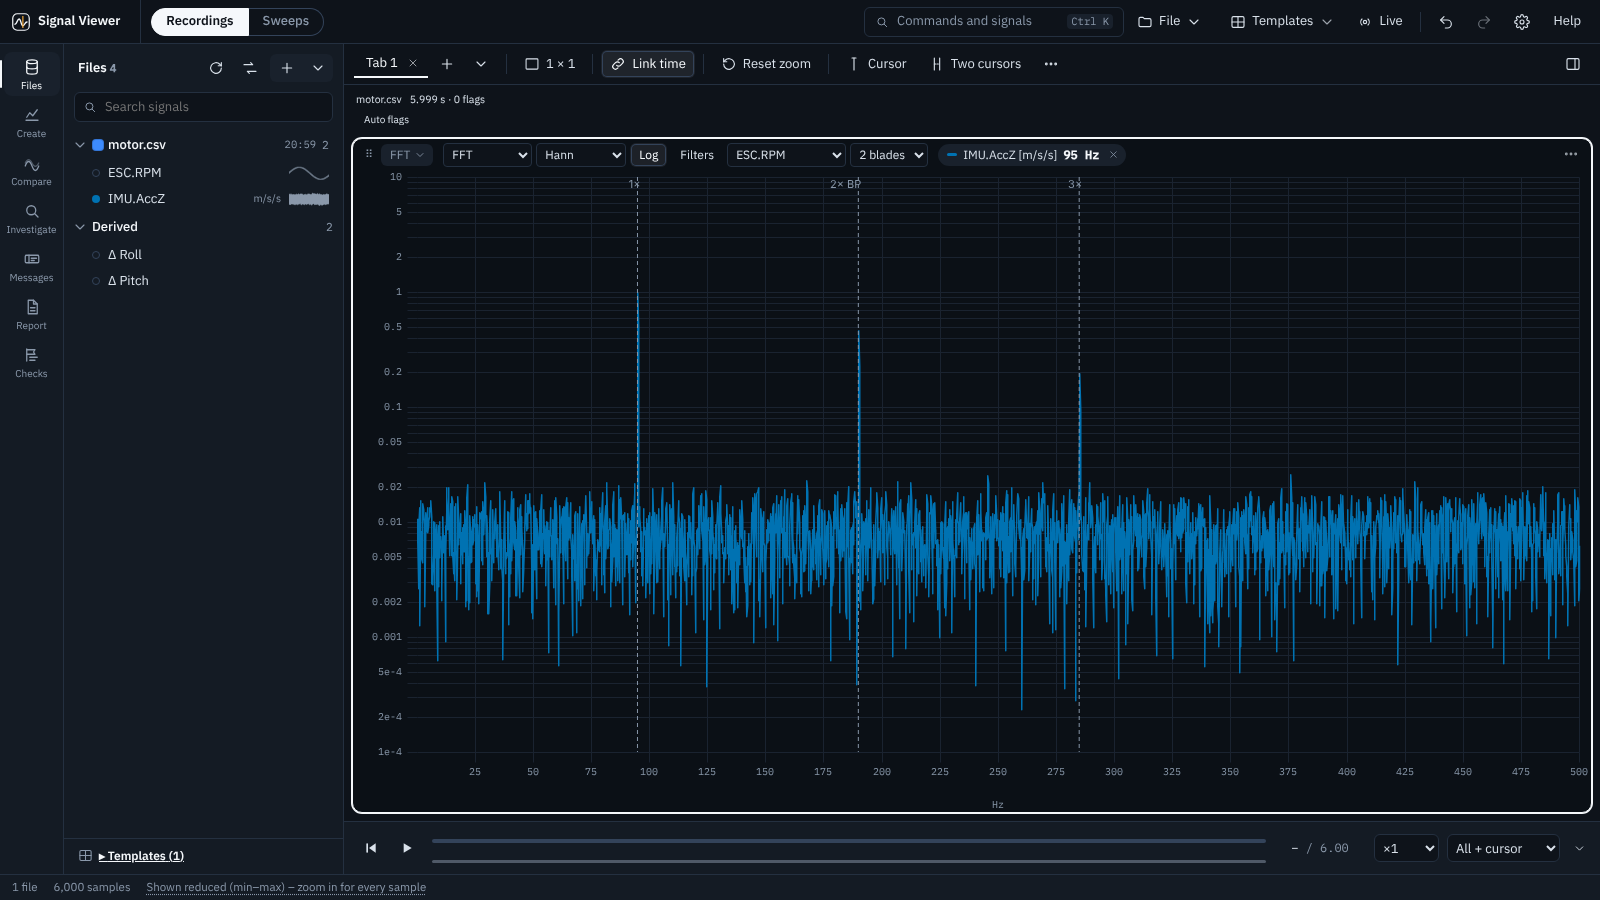 Signal Viewer
Recordings
Sweeps
Commands and signals
Ctrl K
File
Templates
Live
Help
Files
Create
Compare
Investigate
Messages
Report
Checks
Files 4
Search signals
motor.csv 20:59 2
ESC.RPM
IMU.AccZ m/s/s
Derived 2
Δ Roll
Δ Pitch
▸ Templates (1)
Tab 1
1 × 1
Link time
Reset zoom
Cursor
Two cursors
motor.csv 5.999 s · 0 flags
Auto flags
FFT
FFT
Hann
Log
Filters
ESC.RPM
2 blades
IMU.AccZ [m/s/s] 95 Hz
1×
2× BP
3×
10
5
2
1
0.5
0.2
0.1
0.05
0.02
0.01
0.005
0.002
0.001
5e-4
2e-4
1e-4
25 50 75 100 125 150 175 200 225 250 275 300 325 350 375 400 425 450 475 500
Hz
– / 6.00
×1
All + cursor
1 file 6,000 samples Shown reduced (min–max) – zoom in for every sample